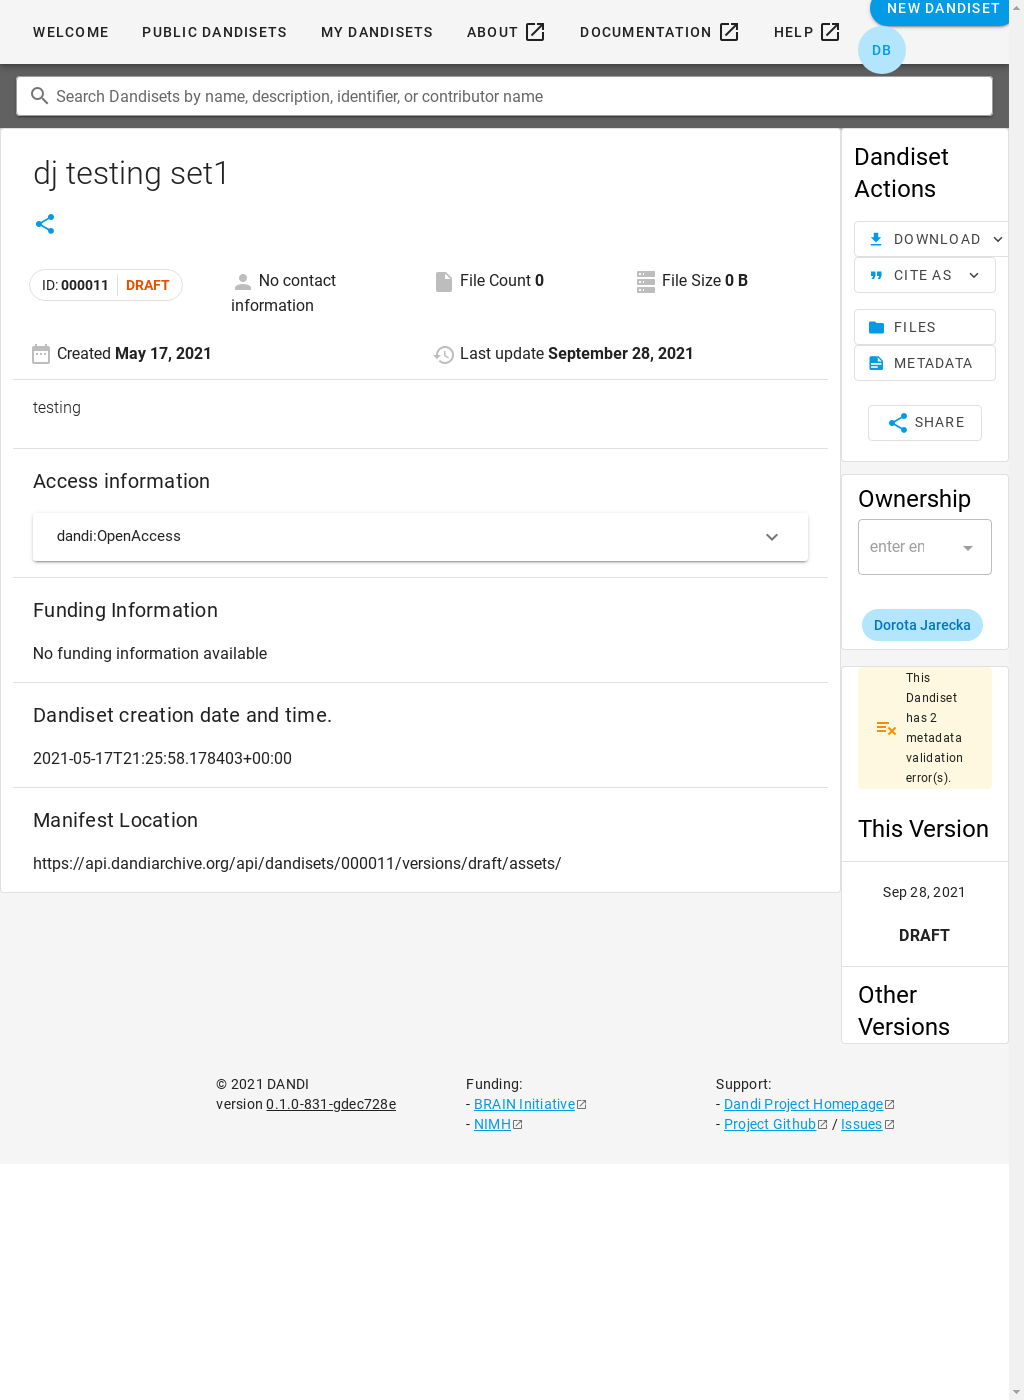 WELCOME PUBLIC DANDISETS MY DANDISETS ABOUT DOCUMENTATION HELP NEW DANDISET
DB
Search Dandisets by name, description, identifier, or contributor name
dj testing set1
ID: 000011 DRAFT
No contact information
File Count 0
File Size 0 B
Created May 17, 2021
Last update September 28, 2021
testing
Access information
dandi:OpenAccess
Funding Information
No funding information available
Dandiset creation date and time.
2021-05-17T21:25:58.178403+00:00
Manifest Location
https://api.dandiarchive.org/api/dandisets/000011/versions/draft/assets/
Dandiset
Actions
DOWNLOAD
CITE AS
FILES
METADATA
SHARE
Ownership
enter en
Dorota Jarecka
This
Dandiset
has 2
metadata
validation
error(s).
This Version
Sep 28, 2021
DRAFT
Other
Versions
© 2021 DANDI
version 0.1.0-831-gdec728e
Funding:
- BRAIN Initiative
- NIMH
Support:
- Dandi Project Homepage
- Project Github / Issues